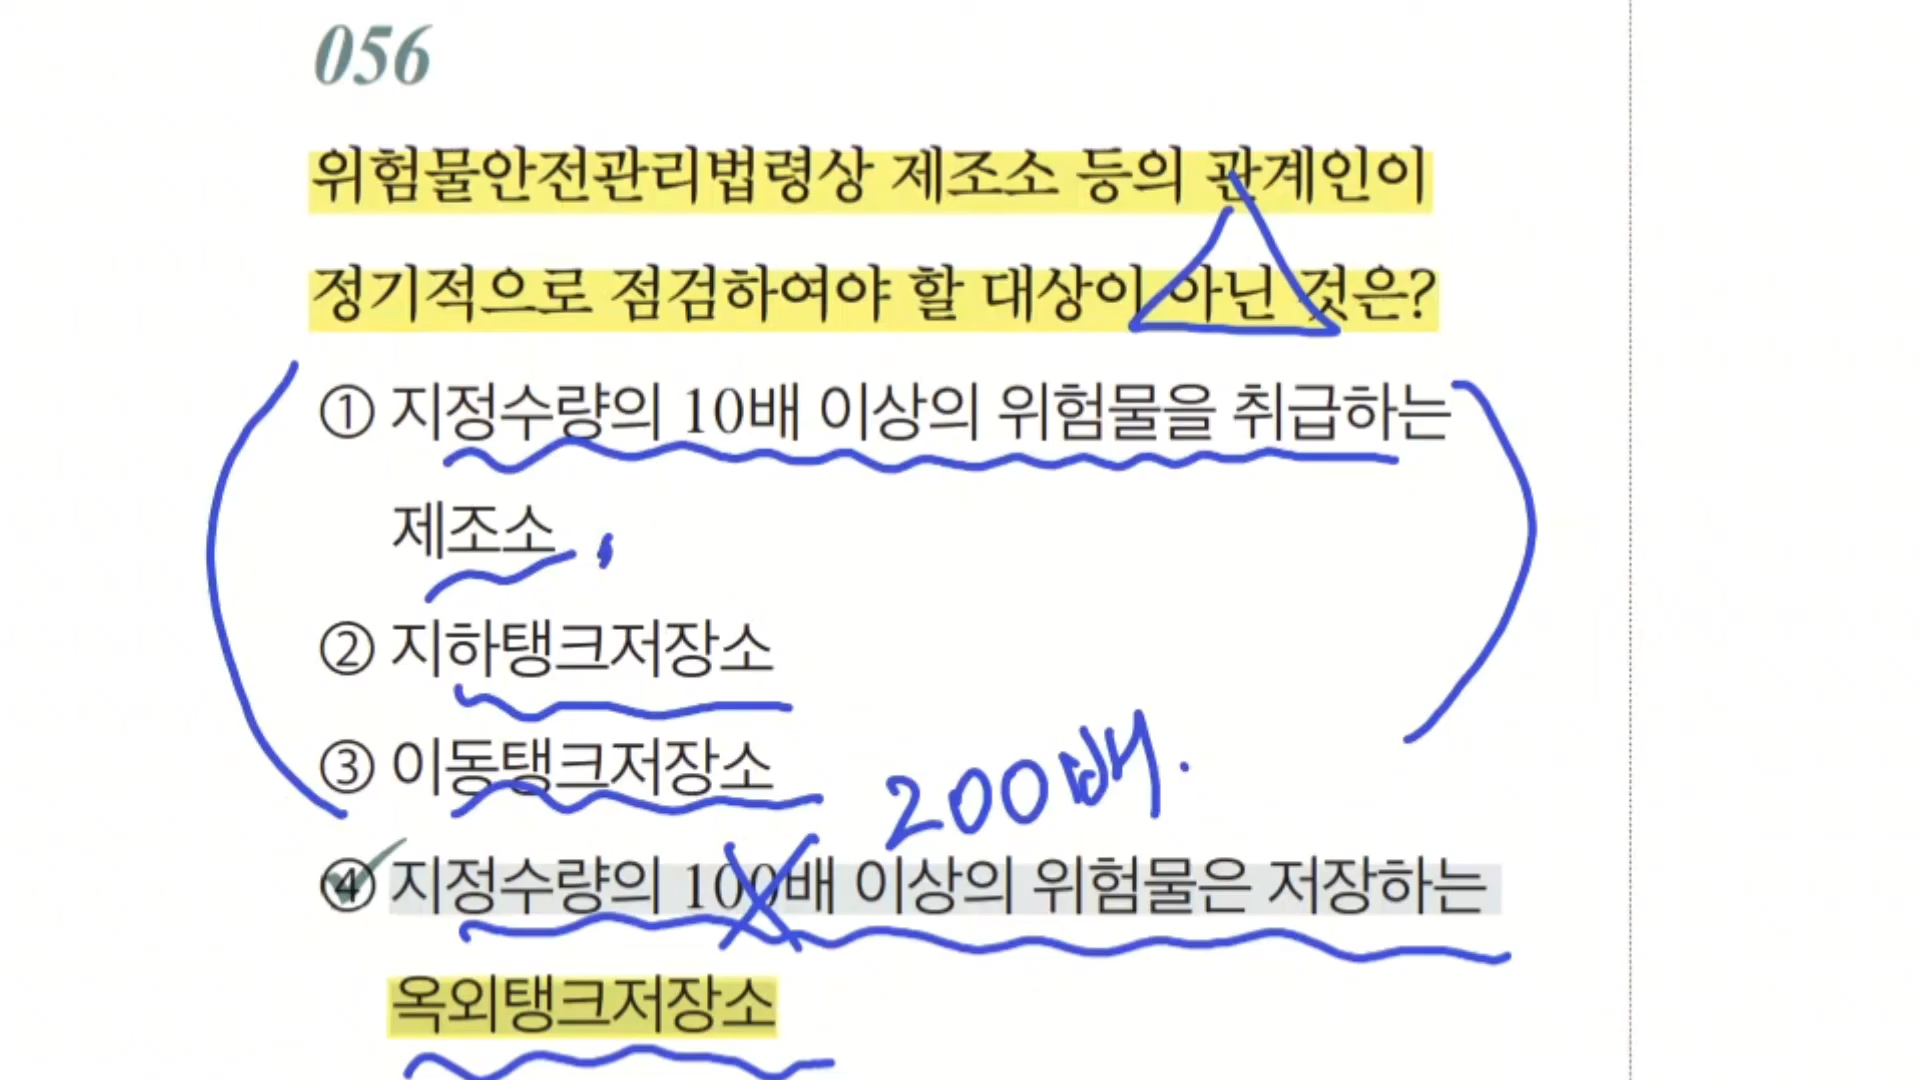 056
위험물안전관리법령상 제조소 등의 관계인이
정기적으로 점검하여야 할 대상이 아닌 것은?
① 지정수량의 10배 이상의 위험물을 취급하는
제조소
② 지하탱크저장소
③ 이동탱크저장소
200배.
④ 지정수량의 100배 이상의 위험물은 저장하는
옥외탱크저장소